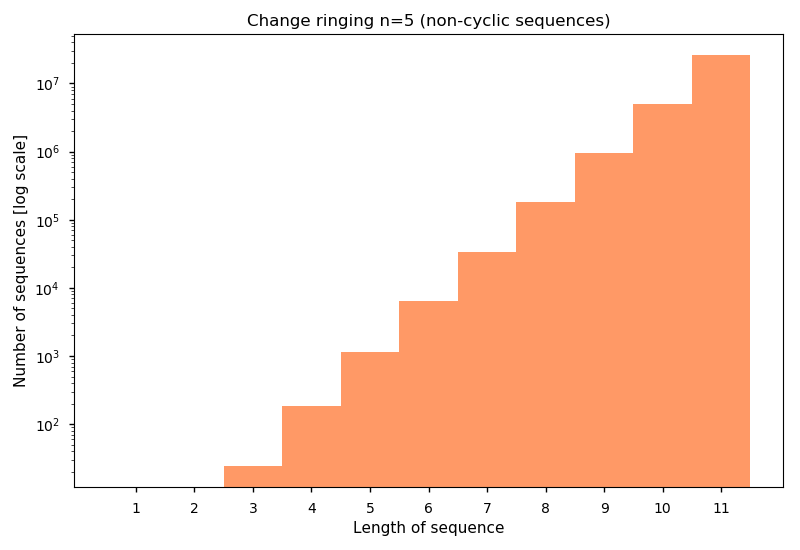 Change ringing n=5 (non-cyclic sequences)
Number of sequences [log scale]
10⁷
10⁶
10⁵
10⁴
10³
10²
1 2 3 4 5 6 7 8 9 10 11
Length of sequence